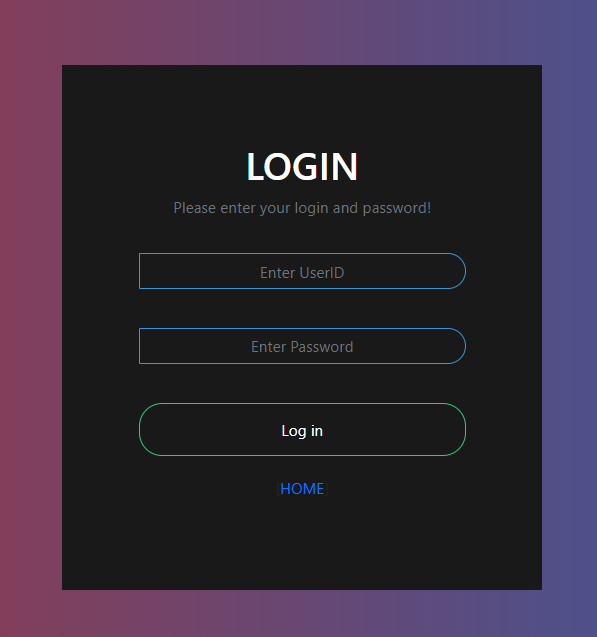 LOGIN
Please enter your login and password!
Enter UserID
Enter Password
Log in
HOME